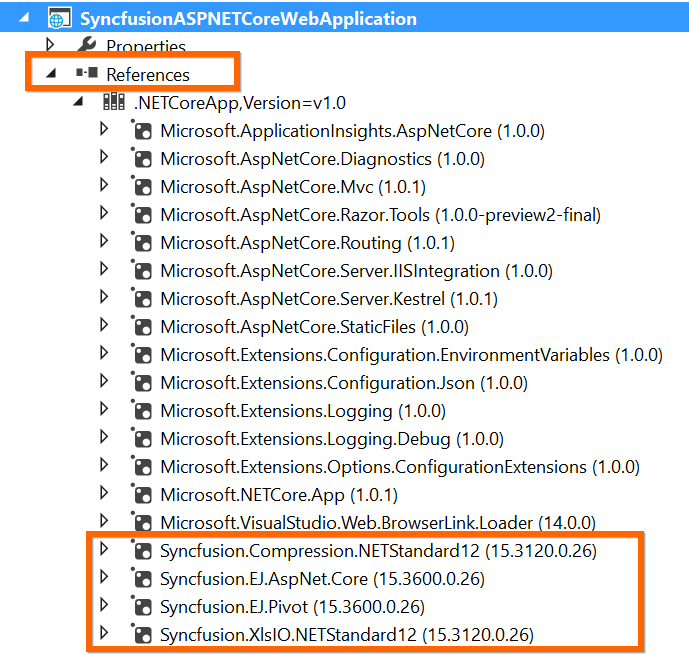 SyncfusionASPNETCoreWebApplication
Properties
References
.NETCoreApp,Version=v1.0
Microsoft.ApplicationInsights.AspNetCore (1.0.0)
Microsoft.AspNetCore.Diagnostics (1.0.0)
Microsoft.AspNetCore.Mvc (1.0.1)
Microsoft.AspNetCore.Razor.Tools (1.0.0-preview2-final)
Microsoft.AspNetCore.Routing (1.0.1)
Microsoft.AspNetCore.Server.IISIntegration (1.0.0)
Microsoft.AspNetCore.Server.Kestrel (1.0.1)
Microsoft.AspNetCore.StaticFiles (1.0.0)
Microsoft.Extensions.Configuration.EnvironmentVariables (1.0.0)
Microsoft.Extensions.Configuration.Json (1.0.0)
Microsoft.Extensions.Logging (1.0.0)
Microsoft.Extensions.Logging.Debug (1.0.0)
Microsoft.Extensions.Options.ConfigurationExtensions (1.0.0)
Microsoft.NETCore.App (1.0.1)
Microsoft.VisualStudio.Web.BrowserLink.Loader (14.0.0)
Syncfusion.Compression.NETStandard12 (15.3120.0.26)
Syncfusion.EJ.AspNet.Core (15.3600.0.26)
Syncfusion.EJ.Pivot (15.3600.0.26)
Syncfusion.XlsIO.NETStandard12 (15.3120.0.26)